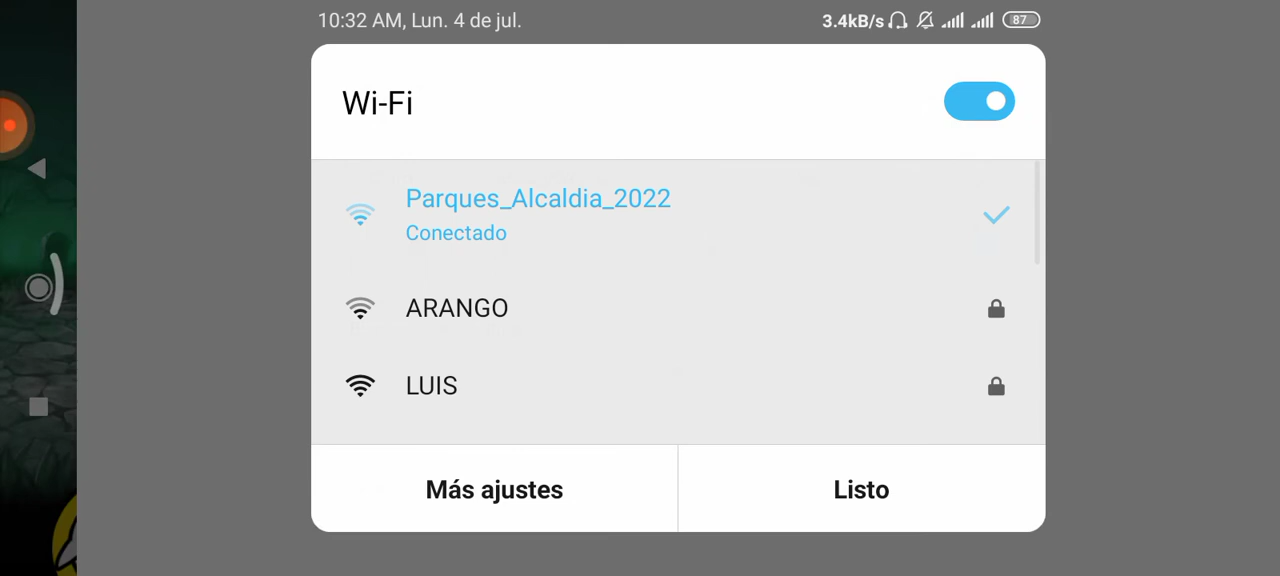 10:32 AM, Lun. 4 de jul. 3.4kB/s 87
Wi-Fi
Parques_Alcaldia_2022
Conectado
ARANGO
LUIS
Más ajustes Listo